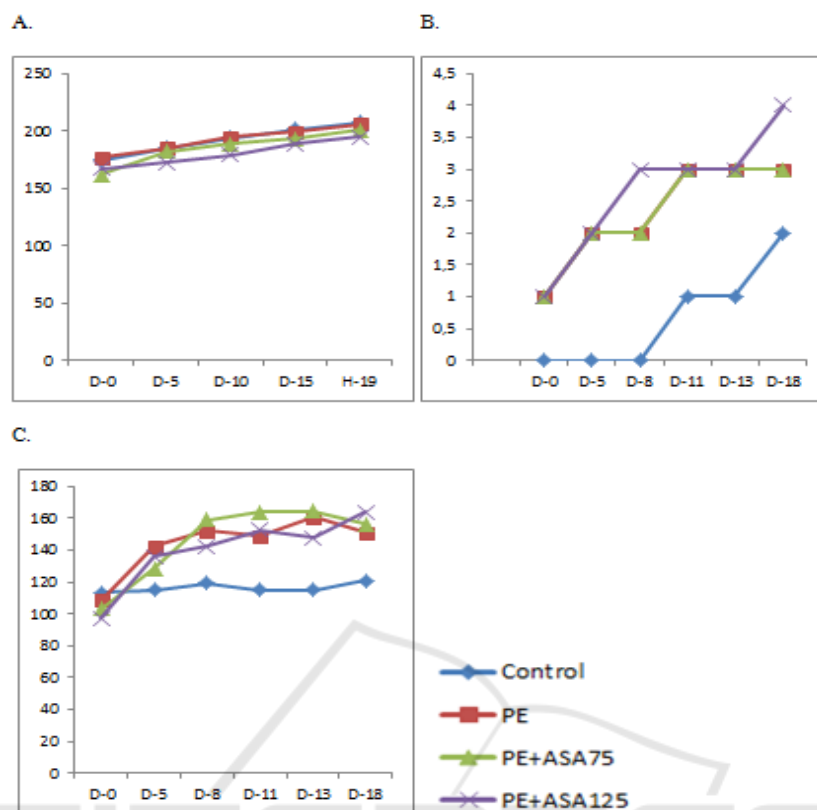 A.
B.
250
200
150
100
50
0
D-0 D-5 D-10 D-15 H-19
4,5
4
3,5
3
2,5
2
1,5
1
0,5
0
D-0 D-5 D-8 D-11 D-13 D-18
C.
180
160
140
120
100
80
60
40
20
0
D-0 D-5 D-8 D-11 D-13 D-18
Control
PE
PE+ASA75
PE+ASA125